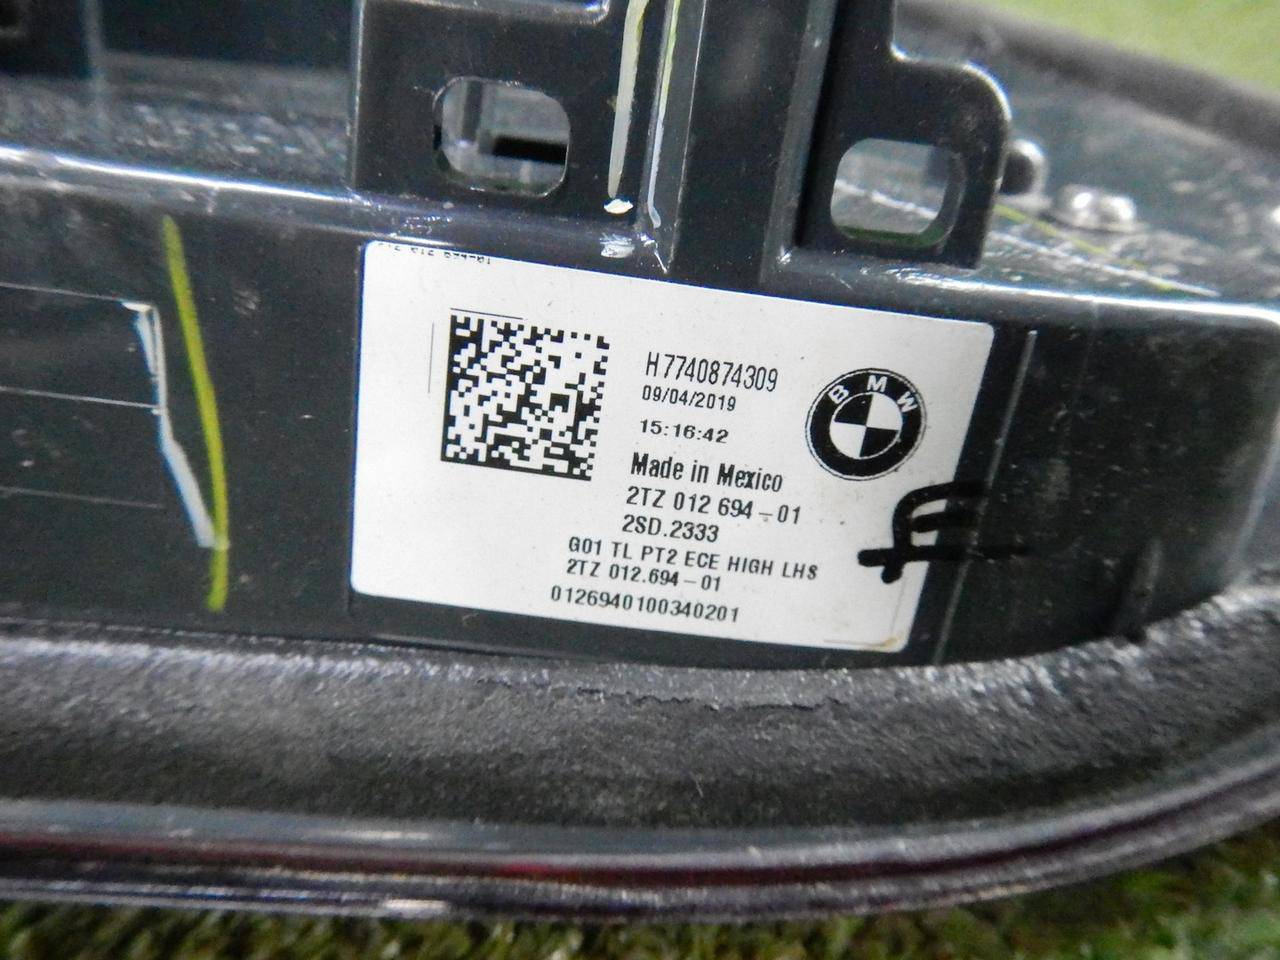 H7740874309
09/04/2019
15:16:42
BMW
Made in Mexico
2TZ 012 694-01
2SD.2333
G01 TL PT2 ECE HIGH LHS
2TZ 012.694-01
0126940100340201